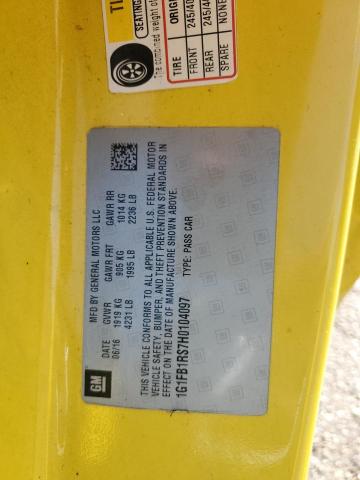 TI
SEATING
The combined weight of
TIRE
ORIGI
FRONT
245/40
REAR
245/4
SPARE
NONE
MFD BY GENERAL MOTORS LLC
DATE GVWR GAWR FRT GAWR RR
06/16 1919 KG 905 KG 1014 KG
4231 LB 1995 LB 2236 LB
THIS VEHICLE CONFORMS TO ALL APPLICABLE U.S. FEDERAL MOTOR
VEHICLE SAFETY, BUMPER, AND THEFT PREVENTION STANDARDS IN
EFFECT ON THE DATE OF MANUFACTURE SHOWN ABOVE.
1G1FB1RS7H0104097 TYPE: PASS CAR
GM